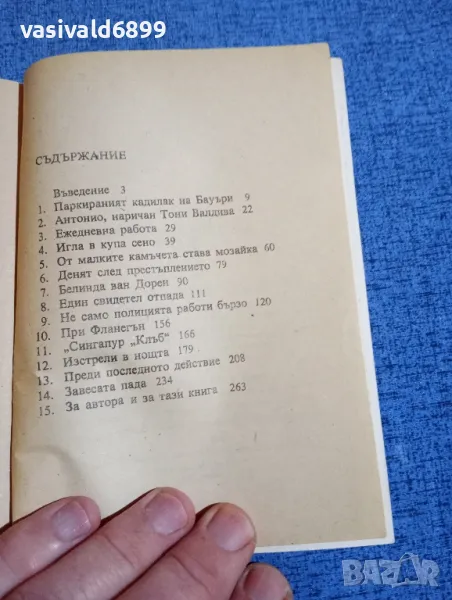 vasivald6899
СЪДЪРЖАНИЕ
Въведение 3
1. Паркираният кадилак на Бауъри 9
2. Антонио, наричан Тони Валдива 22
3. Ежедневна работа 29
4. Игла в купа сено 39
5. От малките камъчета става мозайка 60
6. Денят след престъплението 79
7. Белинда ван Дорен 90
8. Един свидетел отпада 111
9. Не само полицията работи бързо 120
10. При Фланегън 156
11. „Сингапур „Клъб" 166
12. Изстрели в нощта 179
13. Преди последното действие 208
14. Завесата пада 234
15. За автора и за тази книга 263
BAZAR